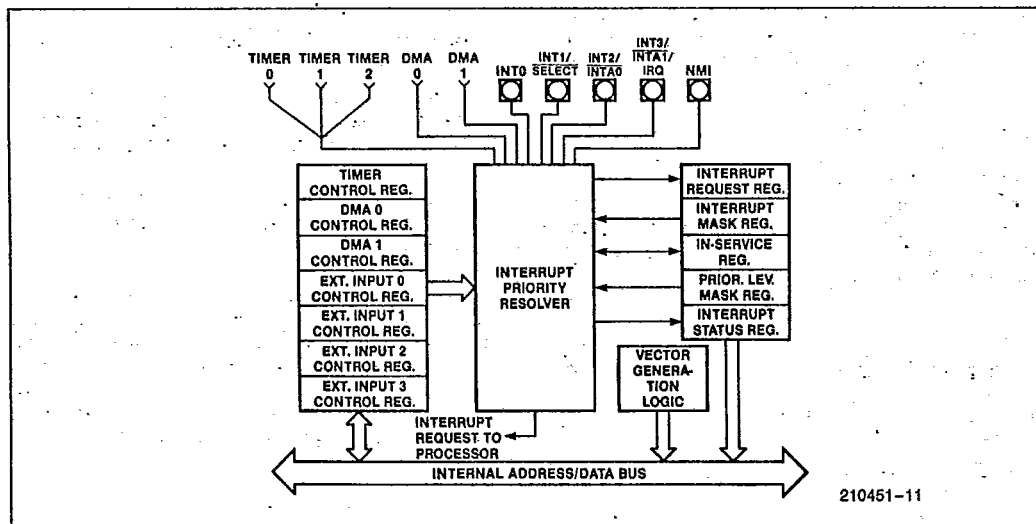 TIMER TIMER TIMER DMA DMA
0 1 2 0 1
INT0
INT1/
SELECT
INT2/
INTA0
INT3/
INTA1/
IRQ
NMI
TIMER
CONTROL REG.
DMA 0
CONTROL REG.
DMA 1
CONTROL REG.
EXT. INPUT 0
CONTROL REG.
EXT. INPUT 1
CONTROL REG.
EXT. INPUT 2
CONTROL REG.
EXT. INPUT 3
CONTROL REG.
INTERRUPT
PRIORITY
RESOLVER
INTERRUPT
REQUEST REG.
INTERRUPT
MASK REG.
IN-SERVICE
REG.
PRIOR. LEV.
MASK REG.
INTERRUPT
STATUS REG.
VECTOR
GENERA-
TION
LOGIC
INTERRUPT
REQUEST TO
PROCESSOR
INTERNAL ADDRESS/DATA BUS
210451-11